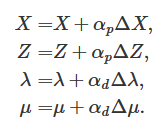 X = X + α_p ΔX,
Z = Z + α_p ΔZ,
λ = λ + α_d Δλ,
μ = μ + α_d Δμ.